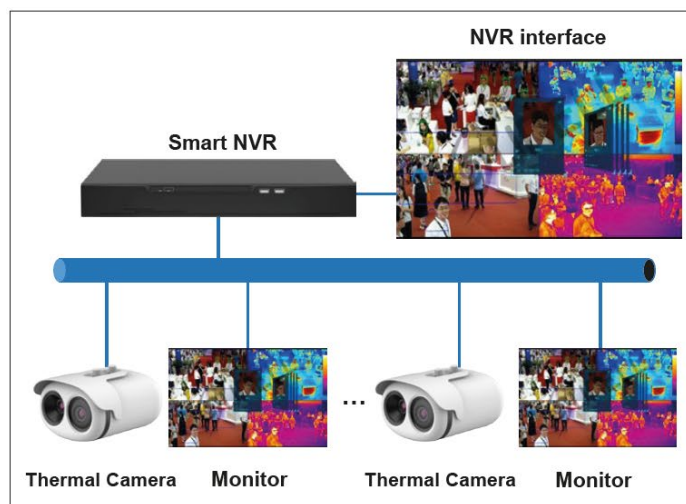 NVR interface
Smart NVR
...
Thermal Camera
Monitor
Thermal Camera
Monitor